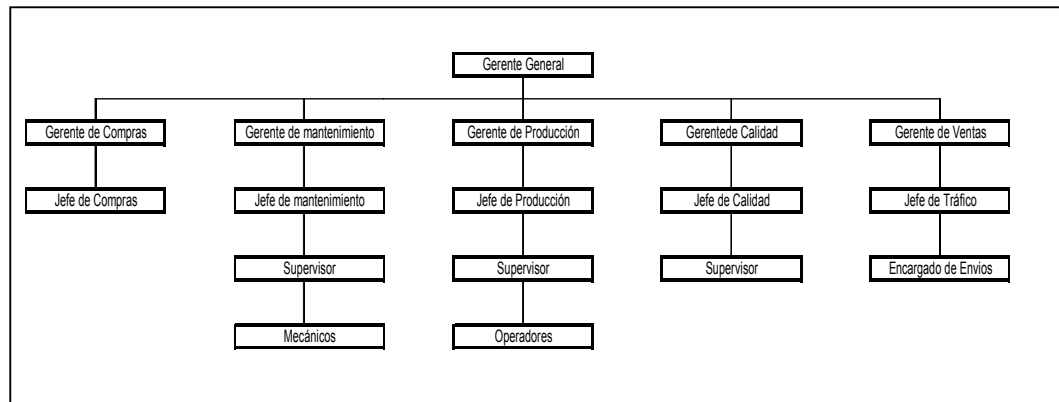 Gerente General
Gerente de Compras
Gerente de mantenimiento
Gerente de Producción
Gerentede Calidad
Gerente de Ventas
Jefe de Compras
Jefe de mantenimiento
Jefe de Producción
Jefe de Calidad
Jefe de Tráfico
Supervisor
Supervisor
Supervisor
Encargado de Envios
Mecánicos
Operadores